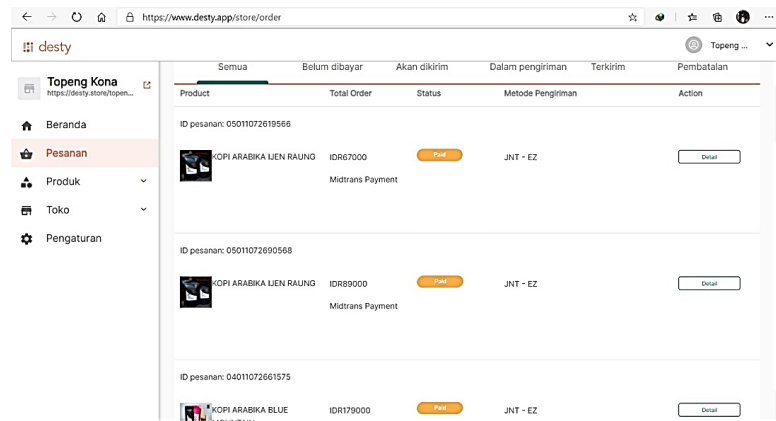 https://www.desty.app/store/order
desty
Topeng ...
Topeng Kona
https://desty.store/topen...
Beranda
Pesanan
Produk
Toko
Pengaturan
Semua Belum dibayar Akan dikirim Dalam pengiriman Terkirim Pembatalan
Product Total Order Status Metode Pengiriman Action
ID pesanan: 05011072619566
KOPI ARABIKA IJEN RAUNG IDR67000 Paid JNT - EZ Detail
Midtrans Payment
ID pesanan: 05011072690568
KOPI ARABIKA IJEN RAUNG IDR89000 Paid JNT - EZ Detail
Midtrans Payment
ID pesanan: 04011072661575
KOPI ARABIKA BLUE IDR179000 Paid JNT - EZ Detail